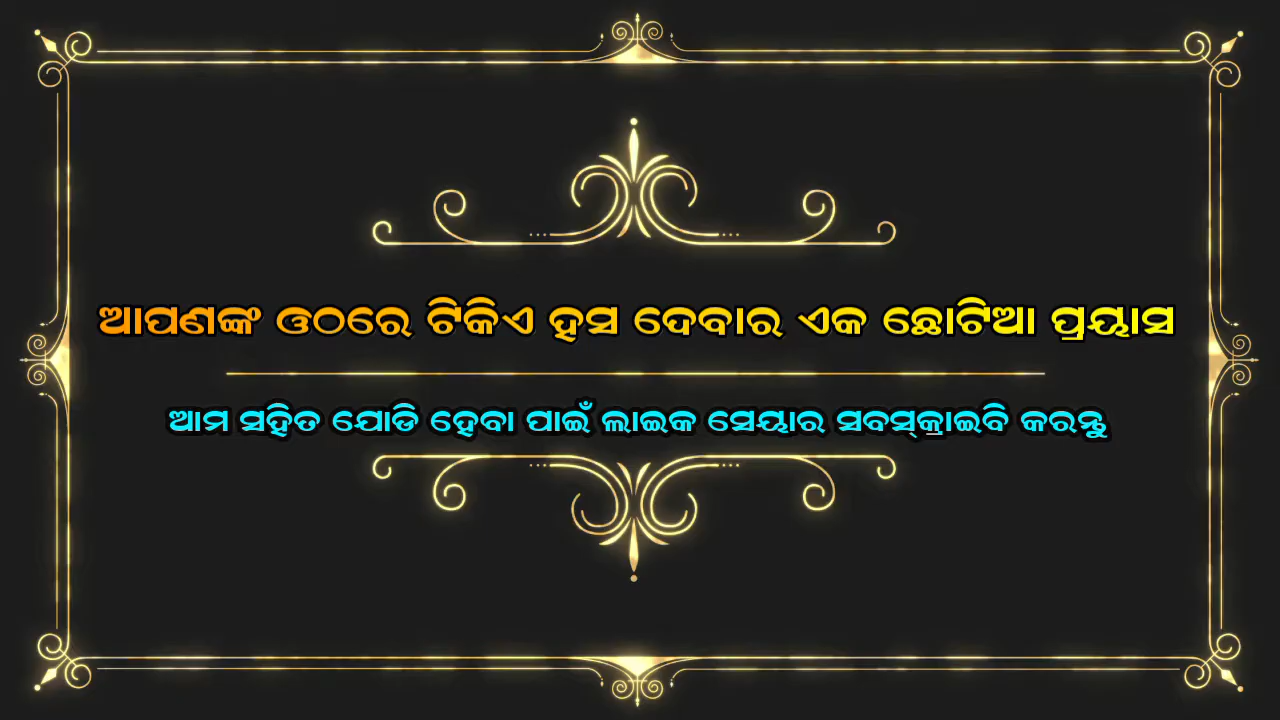 ଆପଣଙ୍କ ଓଠରେ ଟିକିଏ ହସ ଦେବାର ଏକ ଛୋଟିଆ ପ୍ରୟାସ
ଆମ ସହିତ ଯୋଡି ହେବା ପାଇଁ ଲାଇକ ସେୟାର ସବସ୍‌କ୍ରାଇବି କରନ୍ତୁ